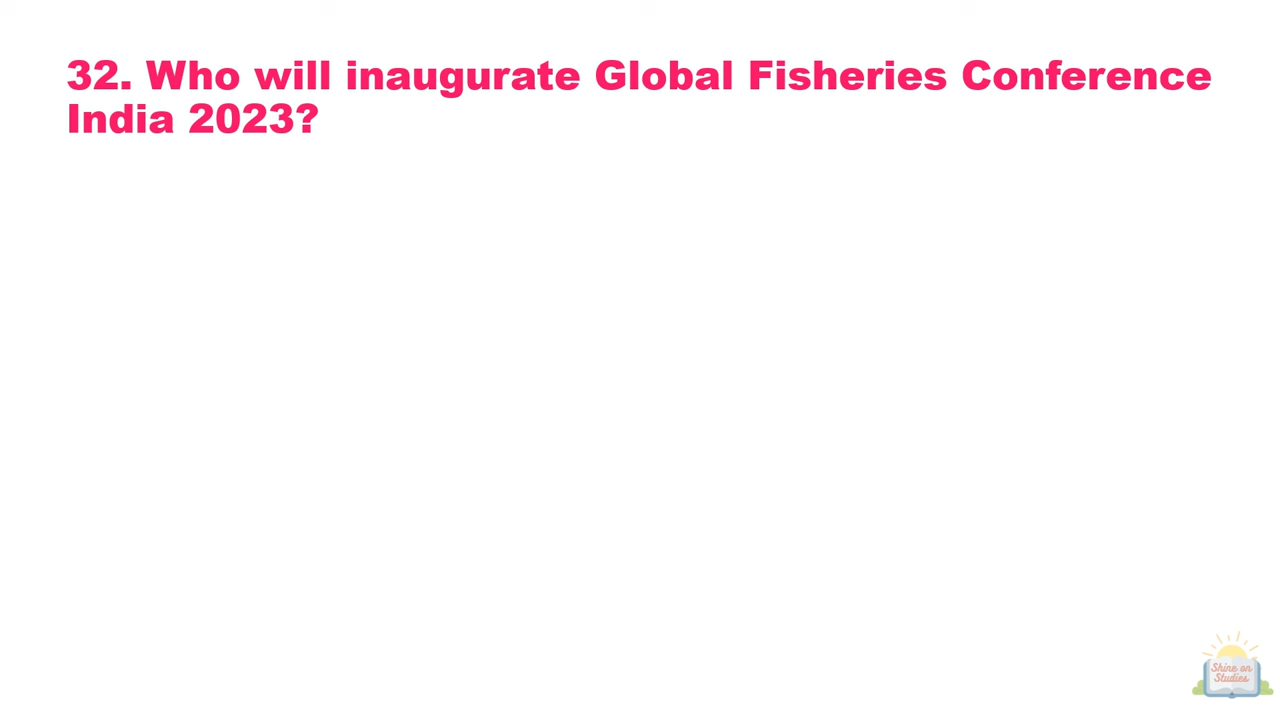 32. Who will inaugurate Global Fisheries Conference
India 2023?
Shine on
Studies